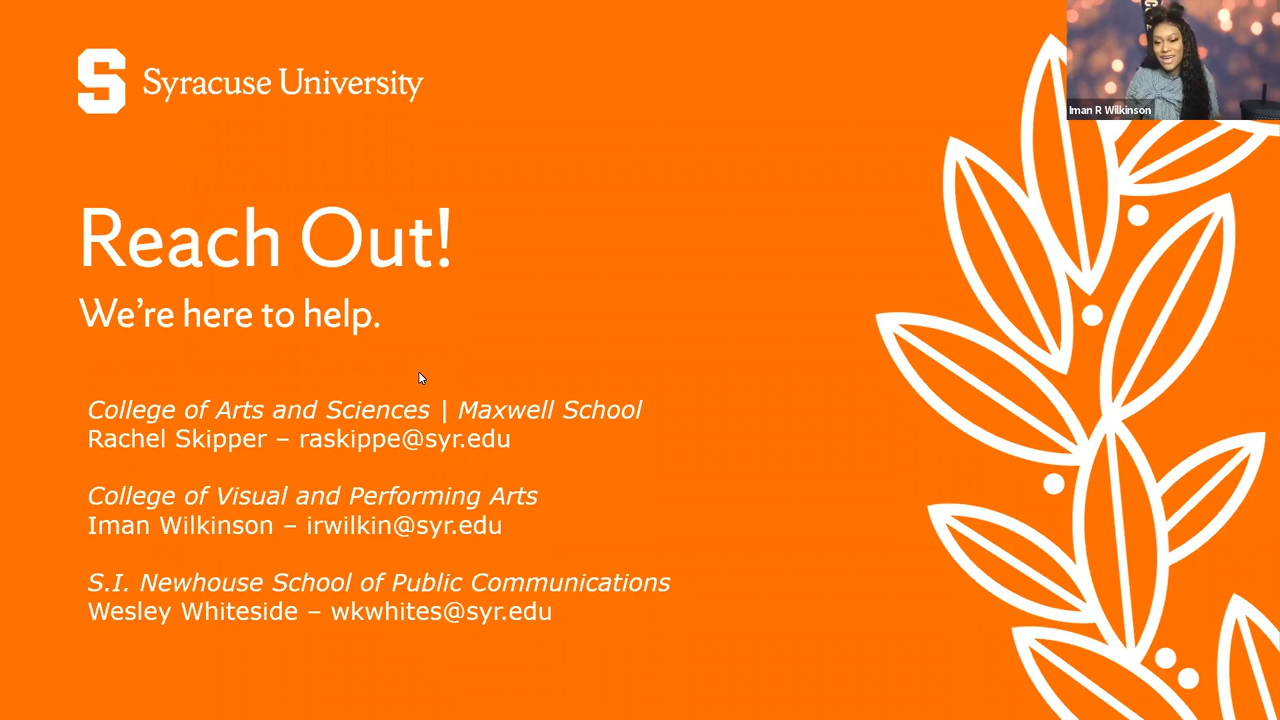 S Syracuse University
Iman R Wilkinson
Reach Out!
We're here to help.
College of Arts and Sciences | Maxwell School
Rachel Skipper – raskippe@syr.edu
College of Visual and Performing Arts
Iman Wilkinson – irwilkin@syr.edu
S.I. Newhouse School of Public Communications
Wesley Whiteside – wkwhites@syr.edu